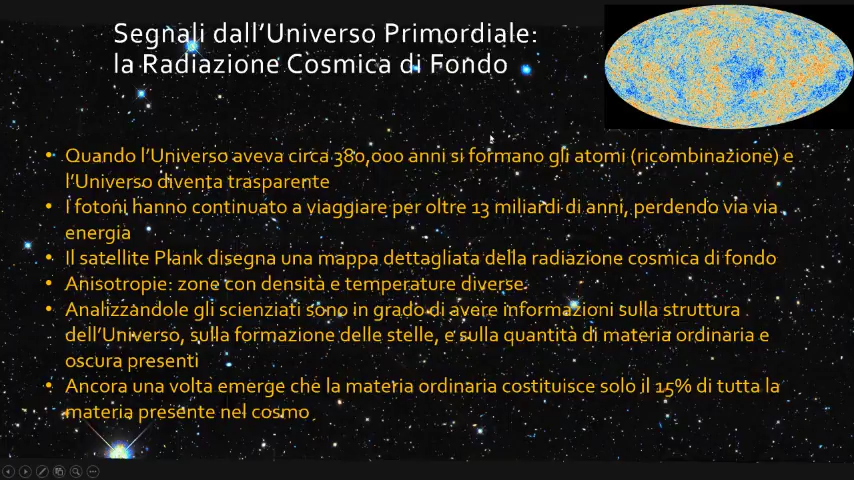 Segnali dall'Universo Primordiale:
la Radiazione Cosmica di Fondo
• Quando l'Universo aveva circa 380,000 anni si formano gli atomi (ricombinazione) e
l'Universo diventa trasparente
• I fotoni hanno continuato a viaggiare per oltre 13 miliardi di anni, perdendo via via
energia
• Il satellite Plank disegna una mappa dettagliata della radiazione cosmica di fondo
• Anisotropie: zone con densità e temperature diverse.
• Analizzandole gli scienziati sono in grado di avere informazioni sulla struttura
dell'Universo, sulla formazione delle stelle, e sulla quantità di materia ordinaria e
oscura presenti
• Ancora una volta emerge che la materia ordinaria costituisce solo il 15% di tutta la
materia presente nel cosmo